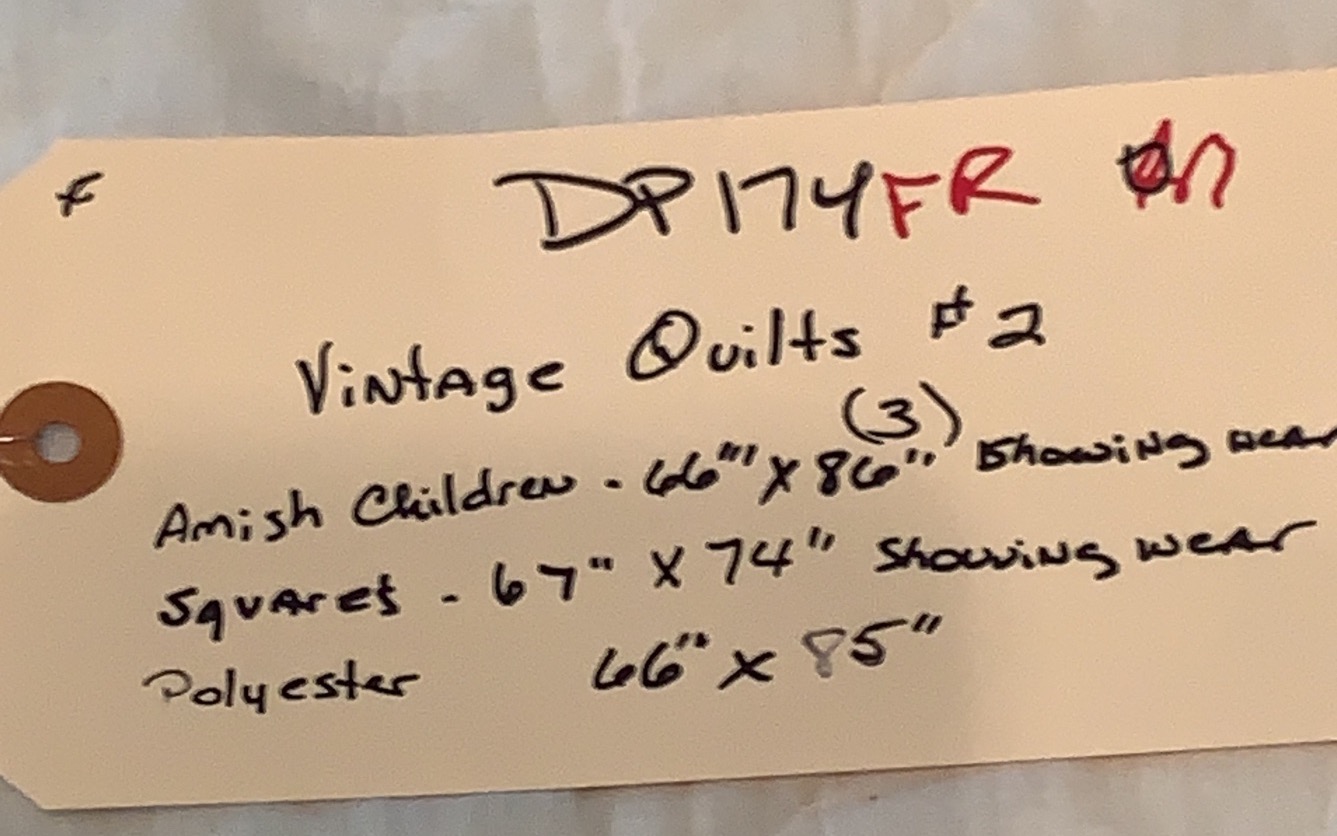 DP174FR
Vintage Quilts #2
(3)
Amish Children - 66"' X 86" Showing wear
Squares - 67" X 74" Showing wear
Polyester 66" X 85"